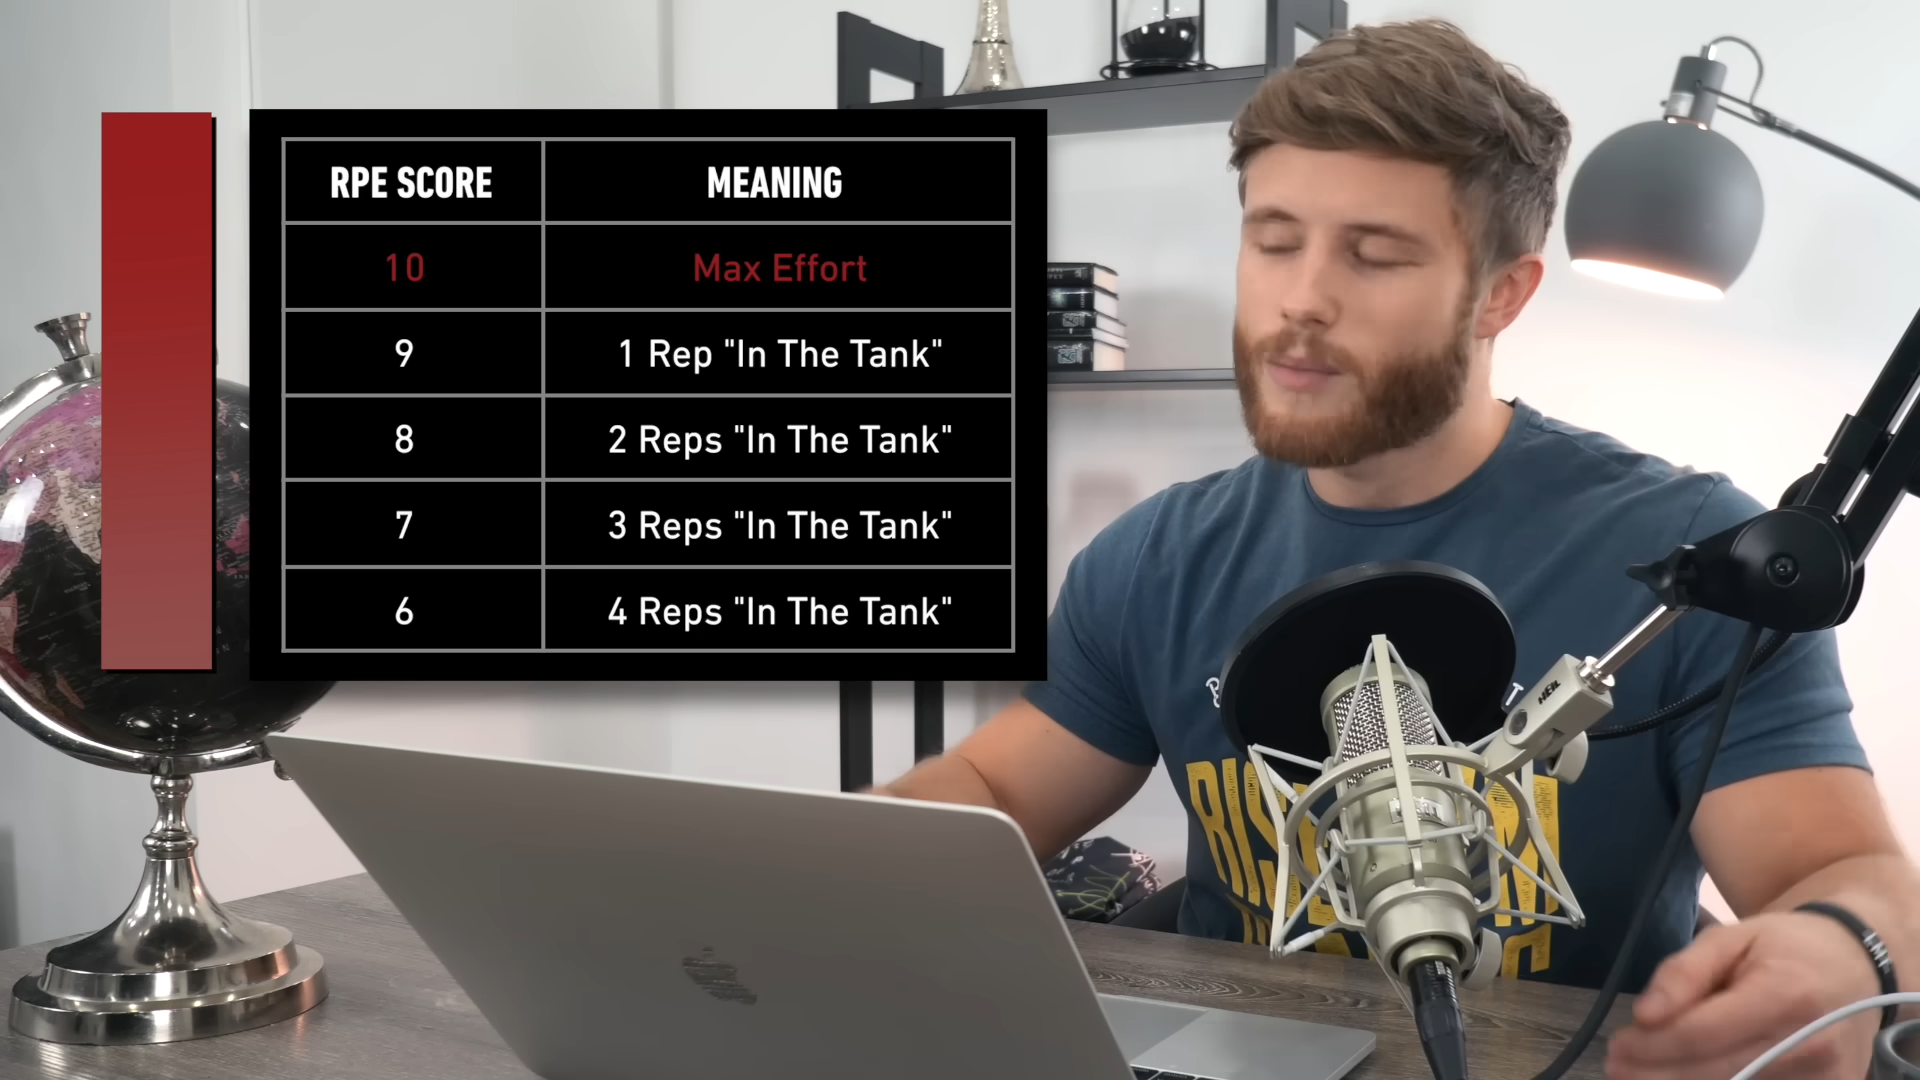 RPE SCORE MEANING
10 Max Effort
9 1 Rep "In The Tank"
8 2 Reps "In The Tank"
7 3 Reps "In The Tank"
6 4 Reps "In The Tank"
HEIL